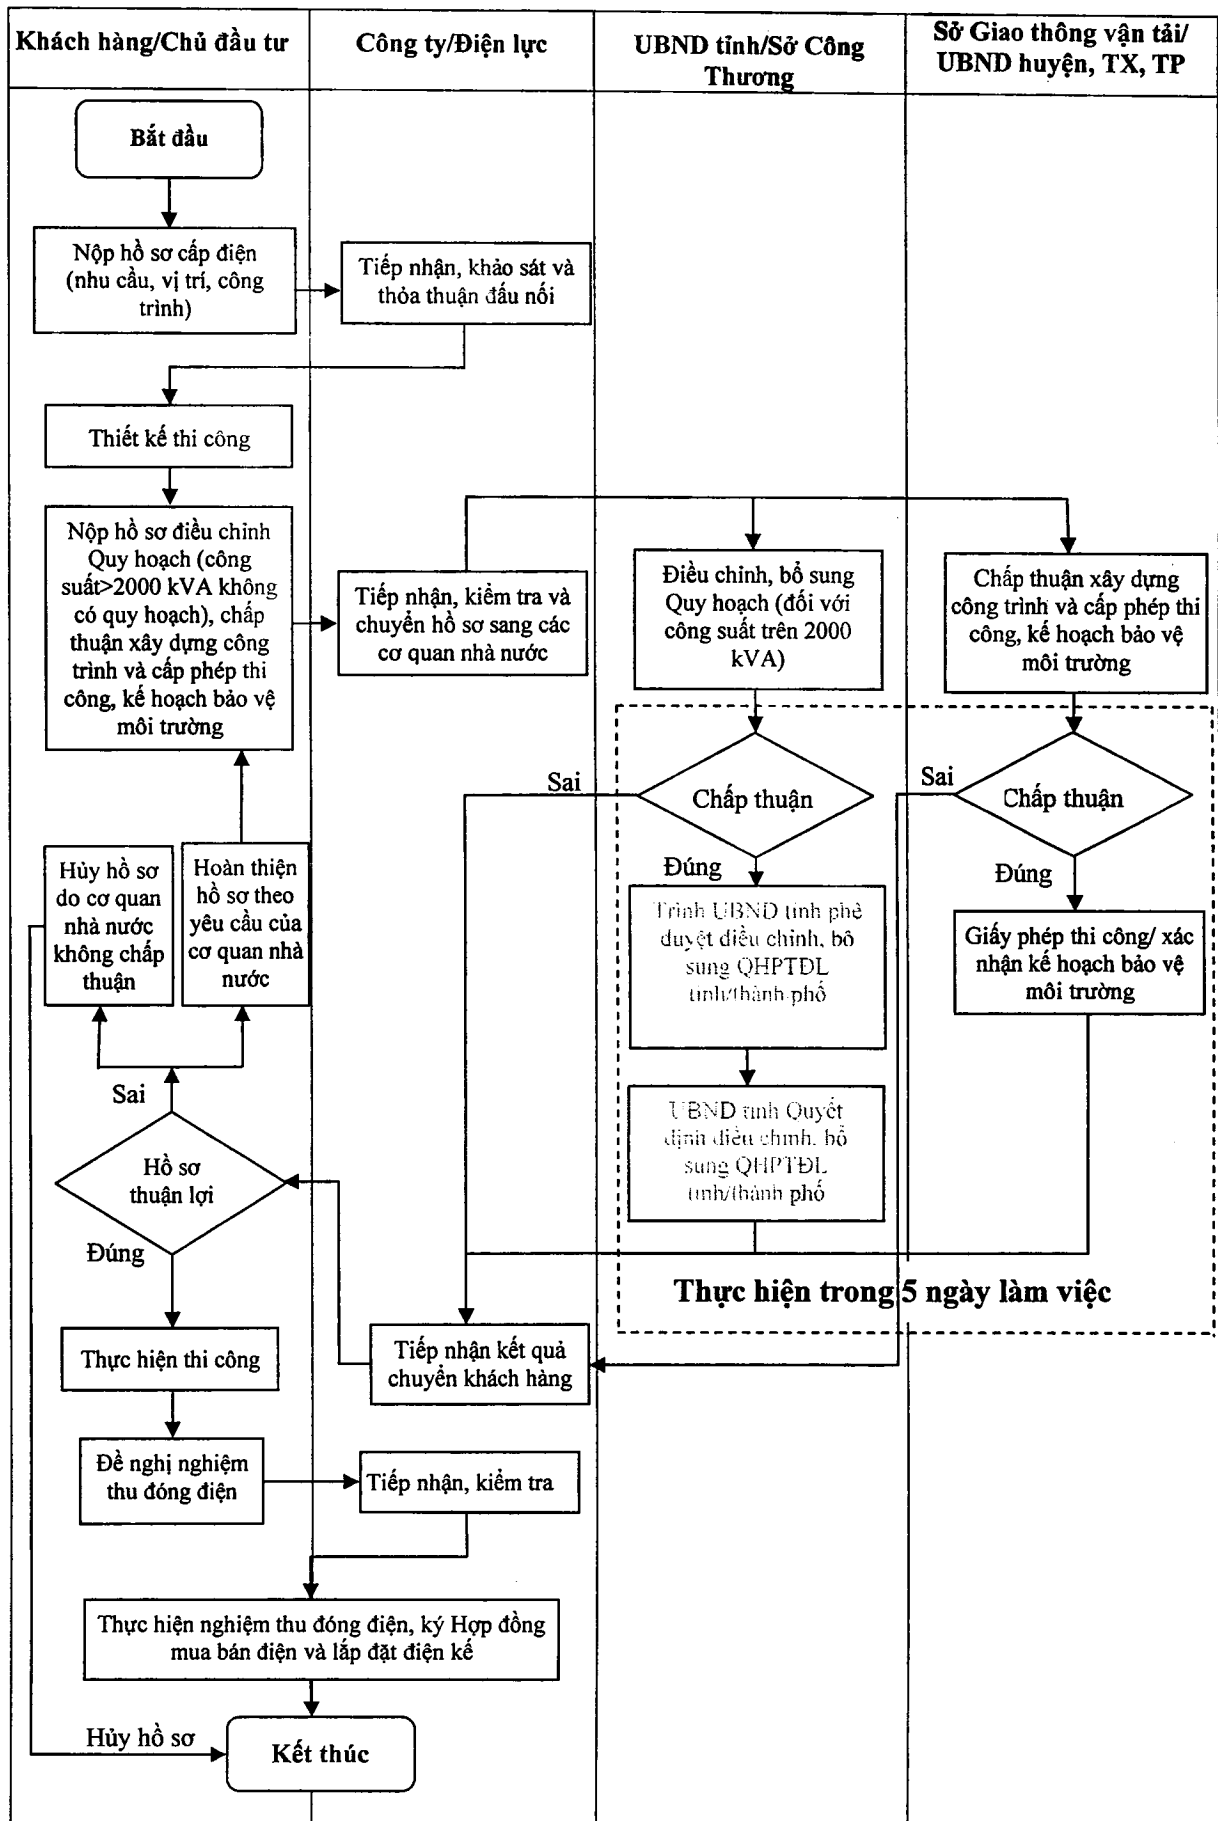 Khách hàng/Chủ đầu tư
Công ty/Điện lực
UBND tỉnh/Sở Công
Thương
Sở Giao thông vận tải/
UBND huyện, TX, TP
Bắt đầu
Nộp hồ sơ cấp điện
(nhu cầu, vị trí, công
trình)
Tiếp nhận, khảo sát và
thỏa thuận đấu nối
Thiết kế thi công
Nộp hồ sơ điều chỉnh
Quy hoạch (công
suất>2000 kVA không
có quy hoạch), chấp
thuận xây dựng công
trình và cấp phép thi
công, kế hoạch bảo vệ
môi trường
Tiếp nhận, kiểm tra và
chuyển hồ sơ sang các
cơ quan nhà nước
Điều chỉnh, bổ sung
Quy hoạch (đối với
công suất trên 2000
kVA)
Chấp thuận xây dựng
công trình và cấp phép thi
công, kế hoạch bảo vệ
môi trường
Sai
Chấp thuận
Sai
Chấp thuận
Đúng
Đúng
Hủy hồ sơ
do cơ quan
nhà nước
không chấp
thuận
Hoàn thiện
hồ sơ theo
yêu cầu của
cơ quan nhà
nước
Trình UBND tỉnh phê
duyệt điều chỉnh, bổ
sung QHPTĐL
tỉnh/thành phố
Giấy phép thi công/ xác
nhận kế hoạch bảo vệ
môi trường
Sai
Hồ sơ
thuận lợi
Đúng
UBND tỉnh Quyết
định điều chỉnh, bổ
sung QHPTĐL
tỉnh/thành phố
Thực hiện trong 5 ngày làm việc
Thực hiện thi công
Tiếp nhận kết quả
chuyển khách hàng
Đề nghị nghiệm
thu đóng điện
Tiếp nhận, kiểm tra
Thực hiện nghiệm thu đóng điện, ký Hợp đồng
mua bán điện và lắp đặt điện kế
Hủy hồ sơ
Kết thúc